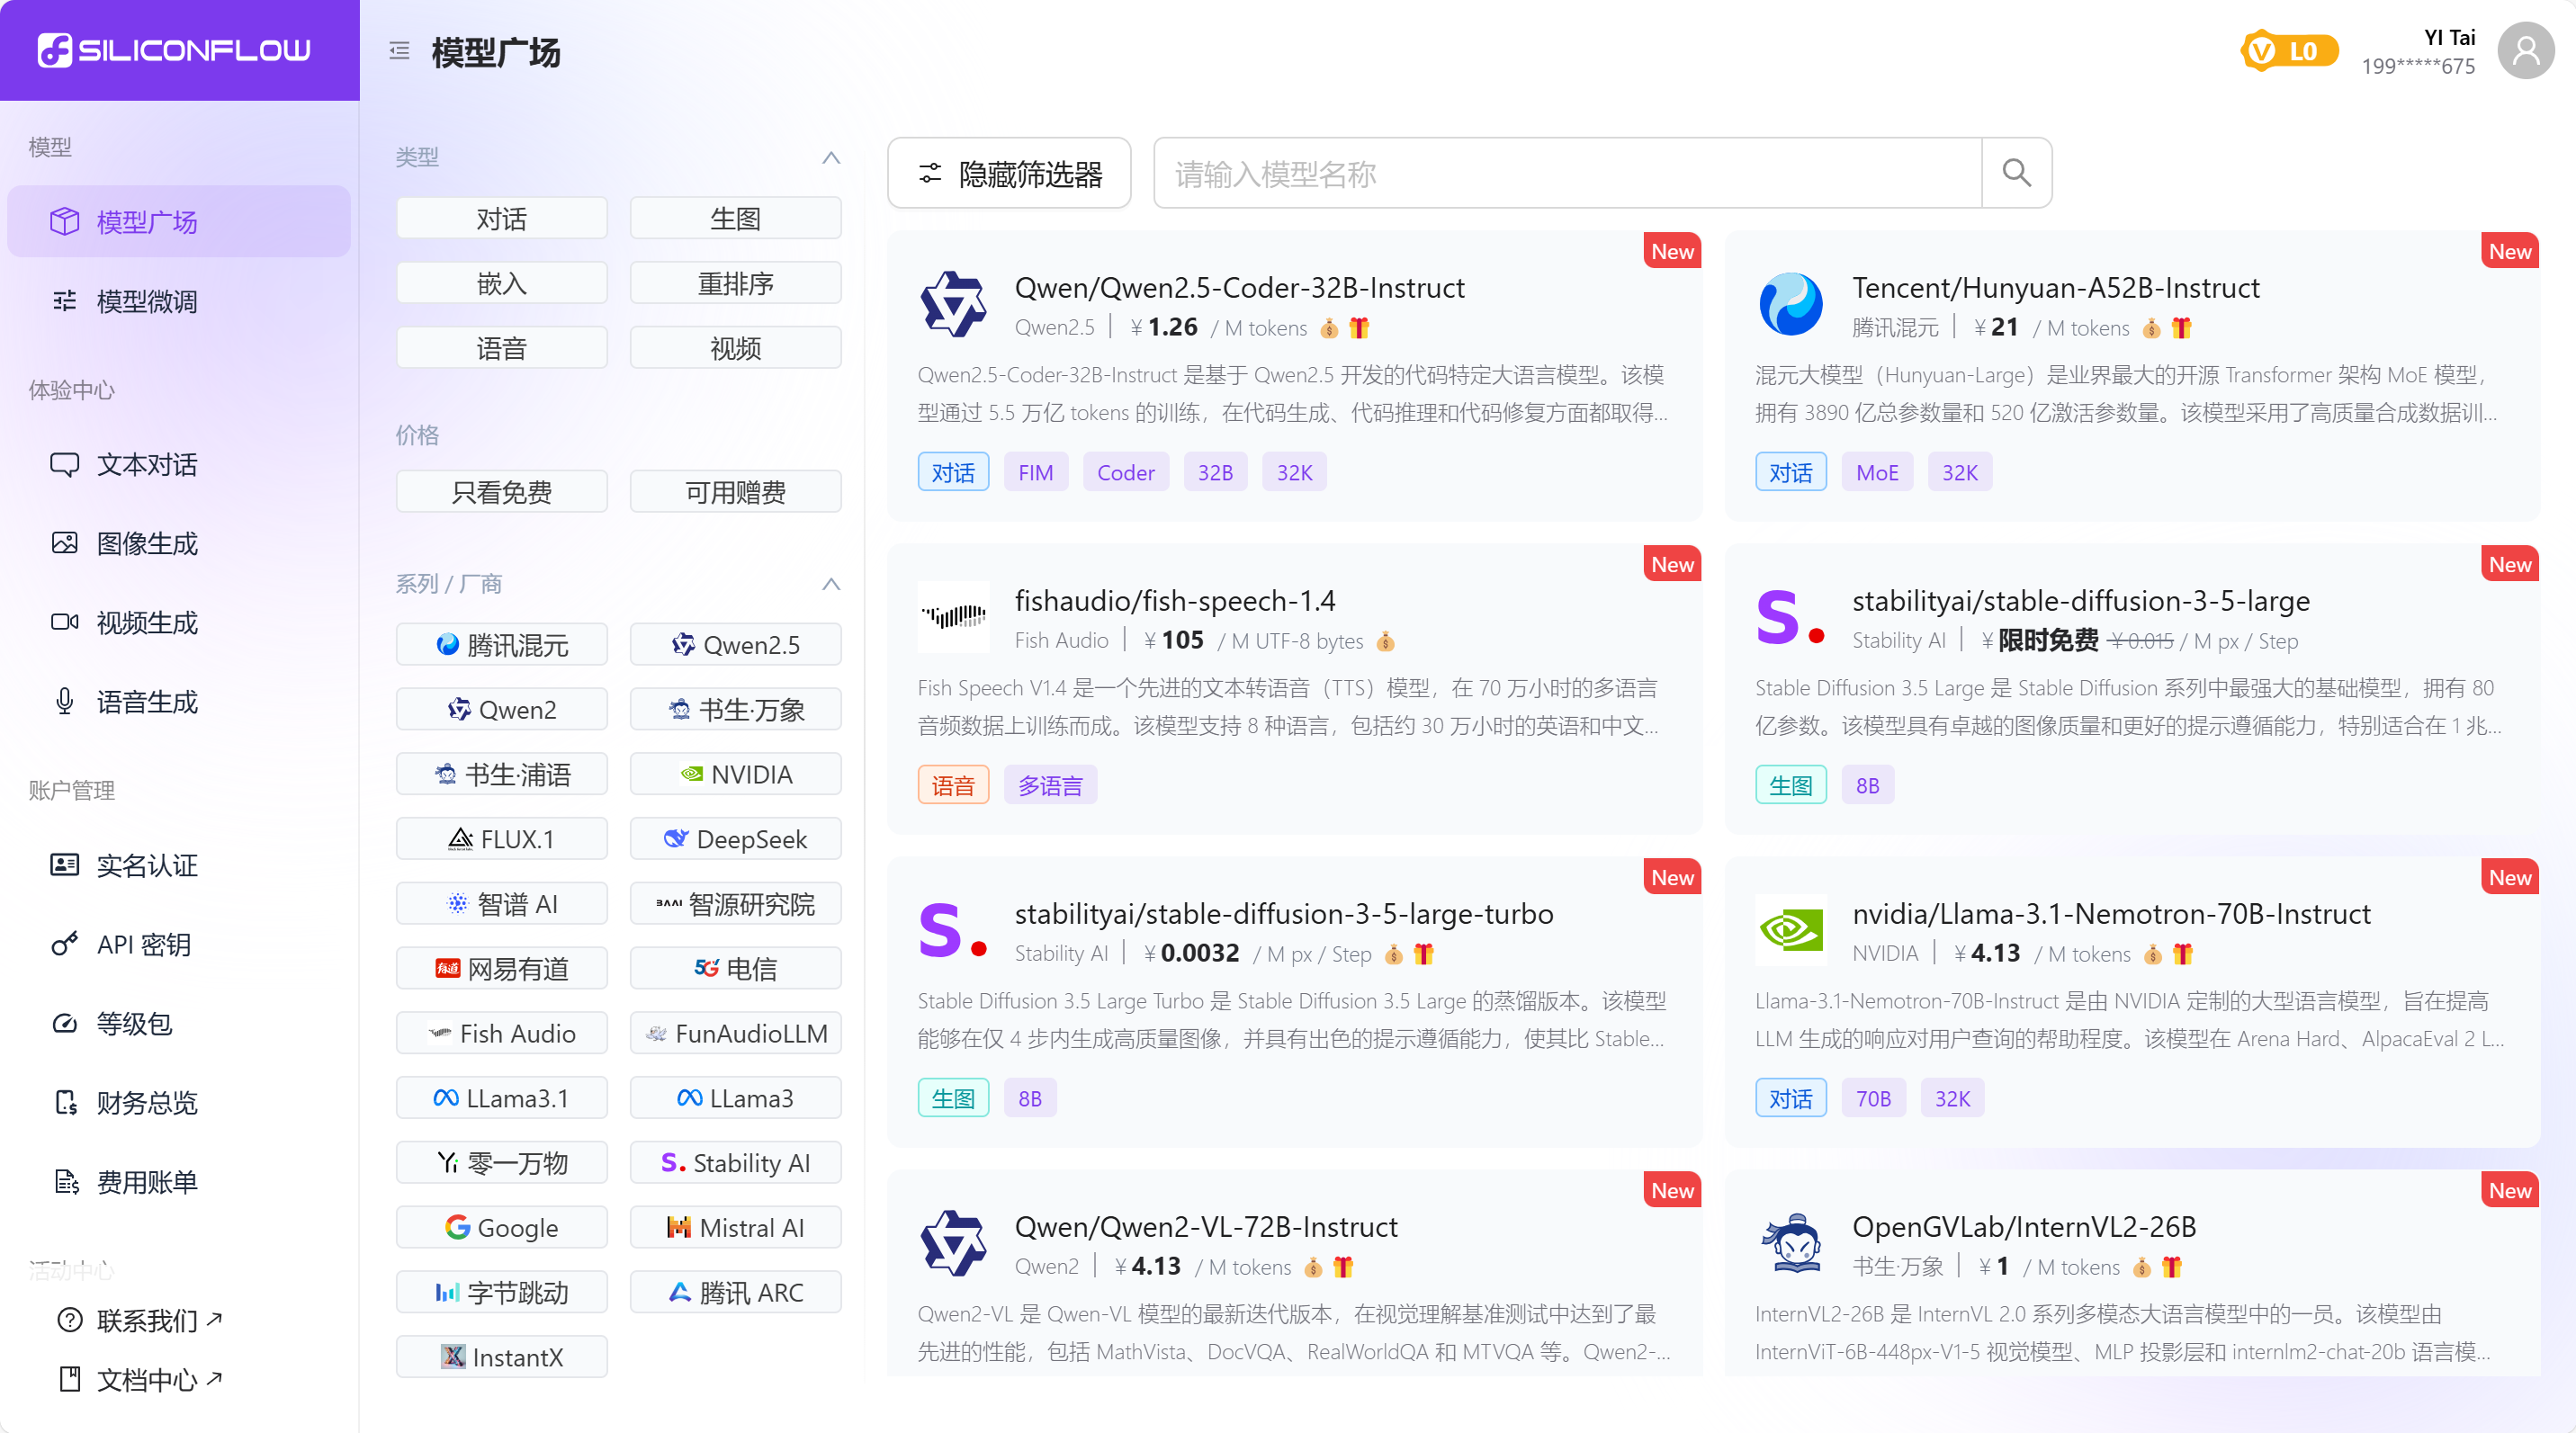 SILICONFLOW
模型广场
L0
YI Tai
199*****675
模型
模型广场
模型微调
体验中心
文本对话
图像生成
视频生成
语音生成
账户管理
实名认证
API 密钥
等级包
财务总览
费用账单
活动中心
联系我们
文档中心
类型
对话
生图
嵌入
重排序
语音
视频
价格
只看免费
可用赠费
系列 / 厂商
腾讯混元
Qwen2.5
Qwen2
书生·万象
书生·浦语
NVIDIA
FLUX.1
DeepSeek
智谱 AI
BAAI 智源研究院
有道 网易有道
5G 电信
Fish Audio
FunAudioLLM
LLama3.1
LLama3
零一万物
Stability AI
Google
Mistral AI
字节跳动
腾讯 ARC
InstantX
隐藏筛选器
请输入模型名称
New
Qwen/Qwen2.5-Coder-32B-Instruct
Qwen2.5 | ¥ 1.26 / M tokens
Qwen2.5-Coder-32B-Instruct 是基于 Qwen2.5 开发的代码特定大语言模型。该模
型通过 5.5 万亿 tokens 的训练，在代码生成、代码推理和代码修复方面都取得...
对话 FIM Coder 32B 32K
New
Tencent/Hunyuan-A52B-Instruct
腾讯混元 | ¥ 21 / M tokens
混元大模型（Hunyuan-Large）是业界最大的开源 Transformer 架构 MoE 模型，
拥有 3890 亿总参数量和 520 亿激活参数量。该模型采用了高质量合成数据训...
对话 MoE 32K
New
fishaudio/fish-speech-1.4
Fish Audio | ¥ 105 / M UTF-8 bytes
Fish Speech V1.4 是一个先进的文本转语音（TTS）模型，在 70 万小时的多语言
音频数据上训练而成。该模型支持 8 种语言，包括约 30 万小时的英语和中文...
语音 多语言
New
stabilityai/stable-diffusion-3-5-large
Stability AI | ¥ 限时免费 ¥ 0.015 / M px / Step
Stable Diffusion 3.5 Large 是 Stable Diffusion 系列中最强大的基础模型，拥有 80
亿参数。该模型具有卓越的图像质量和更好的提示遵循能力，特别适合在 1 兆...
生图 8B
New
stabilityai/stable-diffusion-3-5-large-turbo
Stability AI | ¥ 0.0032 / M px / Step
Stable Diffusion 3.5 Large Turbo 是 Stable Diffusion 3.5 Large 的蒸馏版本。该模型
能够在仅 4 步内生成高质量图像，并具有出色的提示遵循能力，使其比 Stable...
生图 8B
New
nvidia/Llama-3.1-Nemotron-70B-Instruct
NVIDIA | ¥ 4.13 / M tokens
Llama-3.1-Nemotron-70B-Instruct 是由 NVIDIA 定制的大型语言模型，旨在提高
LLM 生成的响应对用户查询的帮助程度。该模型在 Arena Hard、AlpacaEval 2 L...
对话 70B 32K
New
Qwen/Qwen2-VL-72B-Instruct
Qwen2 | ¥ 4.13 / M tokens
Qwen2-VL 是 Qwen-VL 模型的最新迭代版本，在视觉理解基准测试中达到了最
先进的性能，包括 MathVista、DocVQA、RealWorldQA 和 MTVQA 等。Qwen2-...
New
OpenGVLab/InternVL2-26B
书生·万象 | ¥ 1 / M tokens
InternVL2-26B 是 InternVL 2.0 系列多模态大语言模型中的一员。该模型由
InternViT-6B-448px-V1-5 视觉模型、MLP 投影层和 internlm2-chat-20b 语言模...